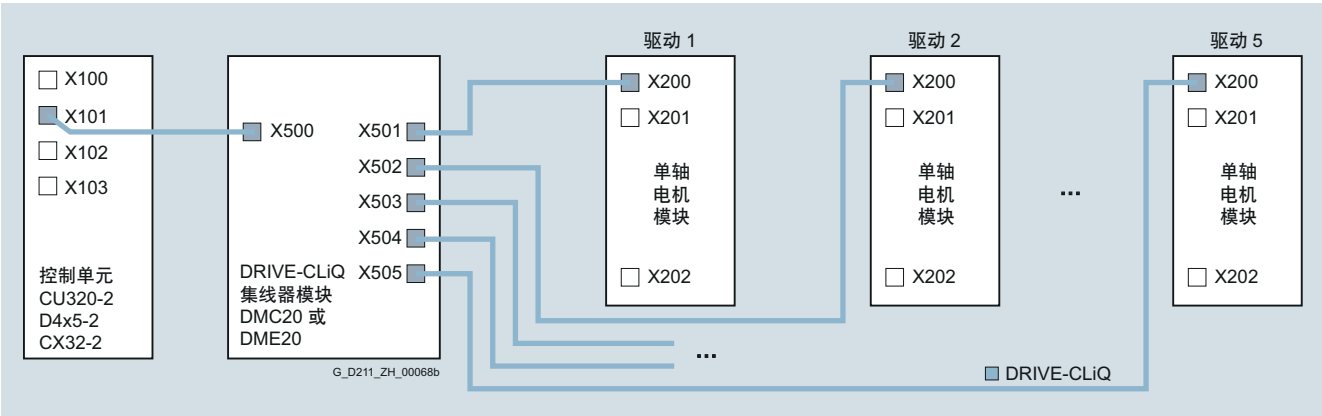 驱动 1
驱动 2
驱动 5
X100
X101
X102
X103
控制单元
CU320-2
D4x5-2
CX32-2
X500
X501
X502
X503
X504
X505
DRIVE-CLiQ
集线器模块
DMC20 或
DME20
X200
X201
单轴
电机
模块
X202
X200
X201
单轴
电机
模块
X202
...
X200
X201
单轴
电机
模块
X202
...
G_D211_ZH_00068b
DRIVE-CLiQ